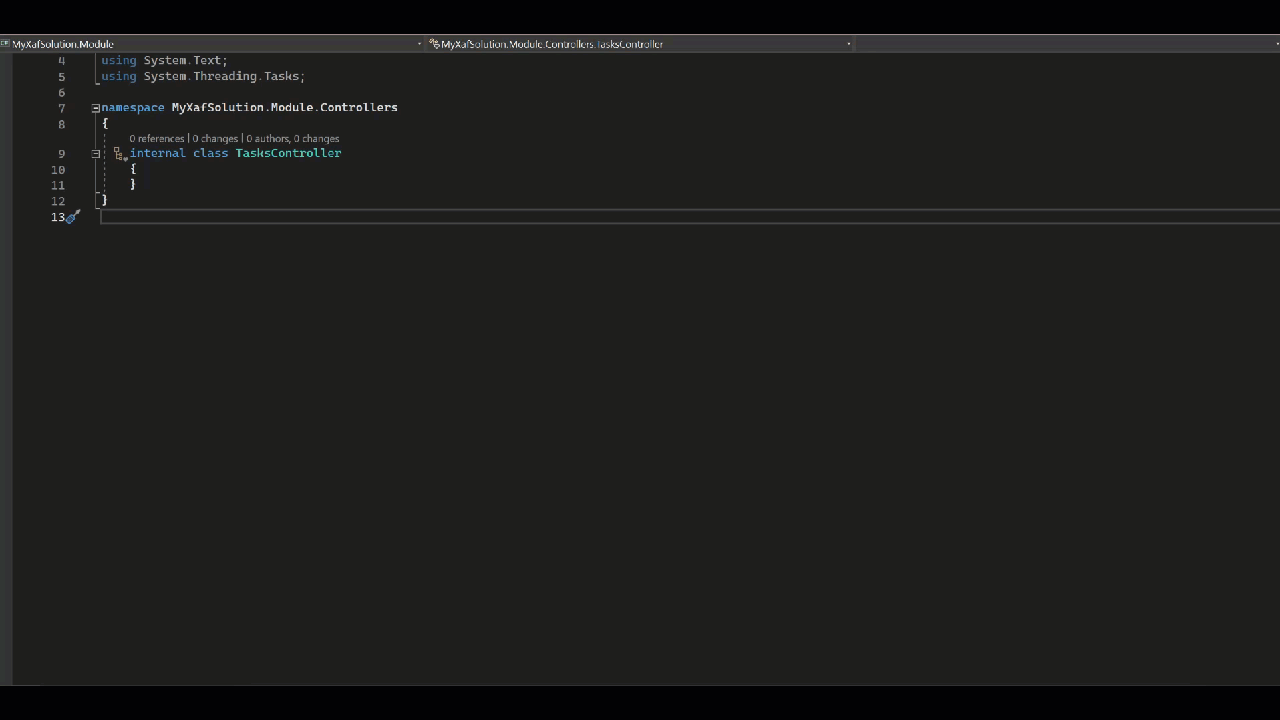 MyXafSolution.Module MyXafSolution.Module.Controllers.TasksController
4 using System.Text;
5 using System.Threading.Tasks;
6
7 namespace MyXafSolution.Module.Controllers
8 {
0 references | 0 changes | 0 authors, 0 changes
9 internal class TasksController
10 {
11 }
12 }
13